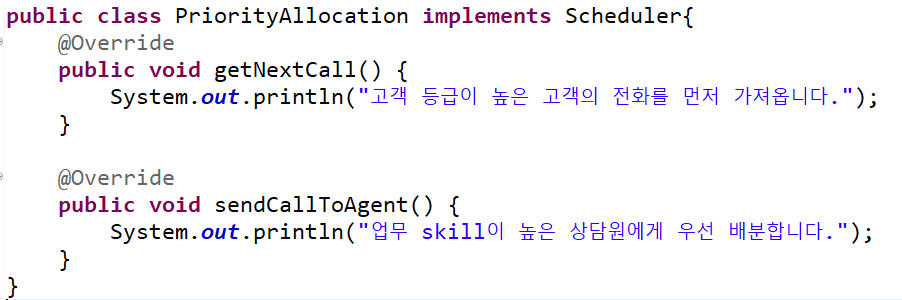 public class PriorityAllocation implements Scheduler{
    @Override
    public void getNextCall() {
        System.out.println("고객 등급이 높은 고객의 전화를 먼저 가져옵니다.");
    }

    @Override
    public void sendCallToAgent() {
        System.out.println("업무 skill이 높은 상담원에게 우선 배분합니다.");
    }
}